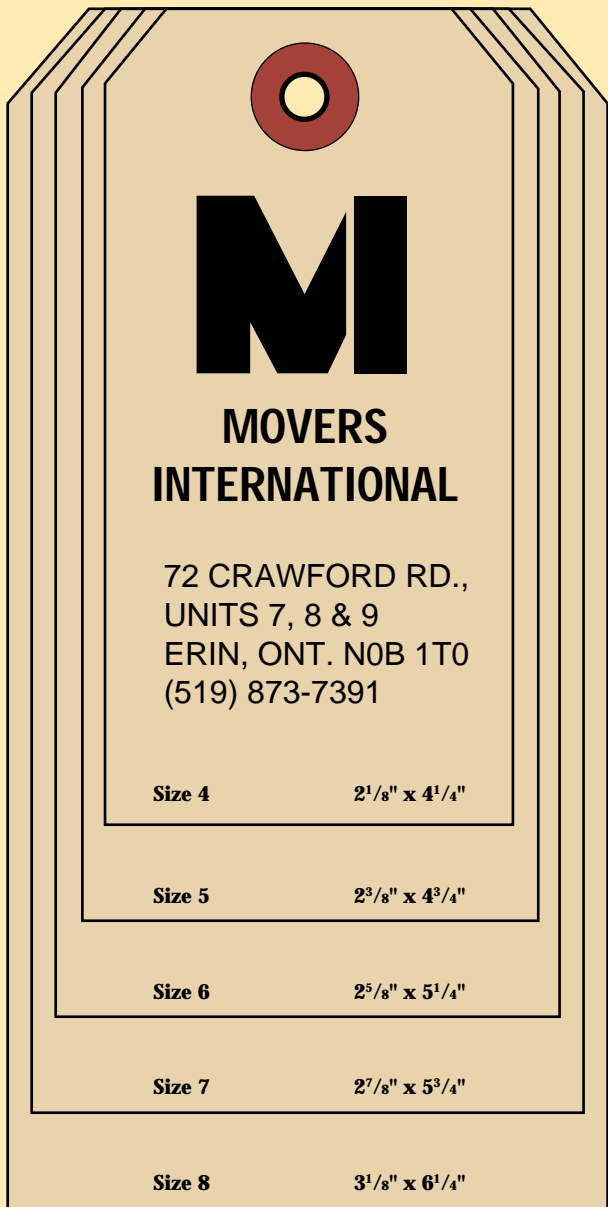 MI
MOVERS
INTERNATIONAL
72 CRAWFORD RD.,
UNITS 7, 8 & 9
ERIN, ONT. N0B 1T0
(519) 873-7391
Size 4 2¹/₈" x 4¹/₄"
Size 5 2³/₈" x 4³/₄"
Size 6 2⁵/₈" x 5¹/₄"
Size 7 2⁷/₈" x 5³/₄"
Size 8 3¹/₈" x 6¹/₄"